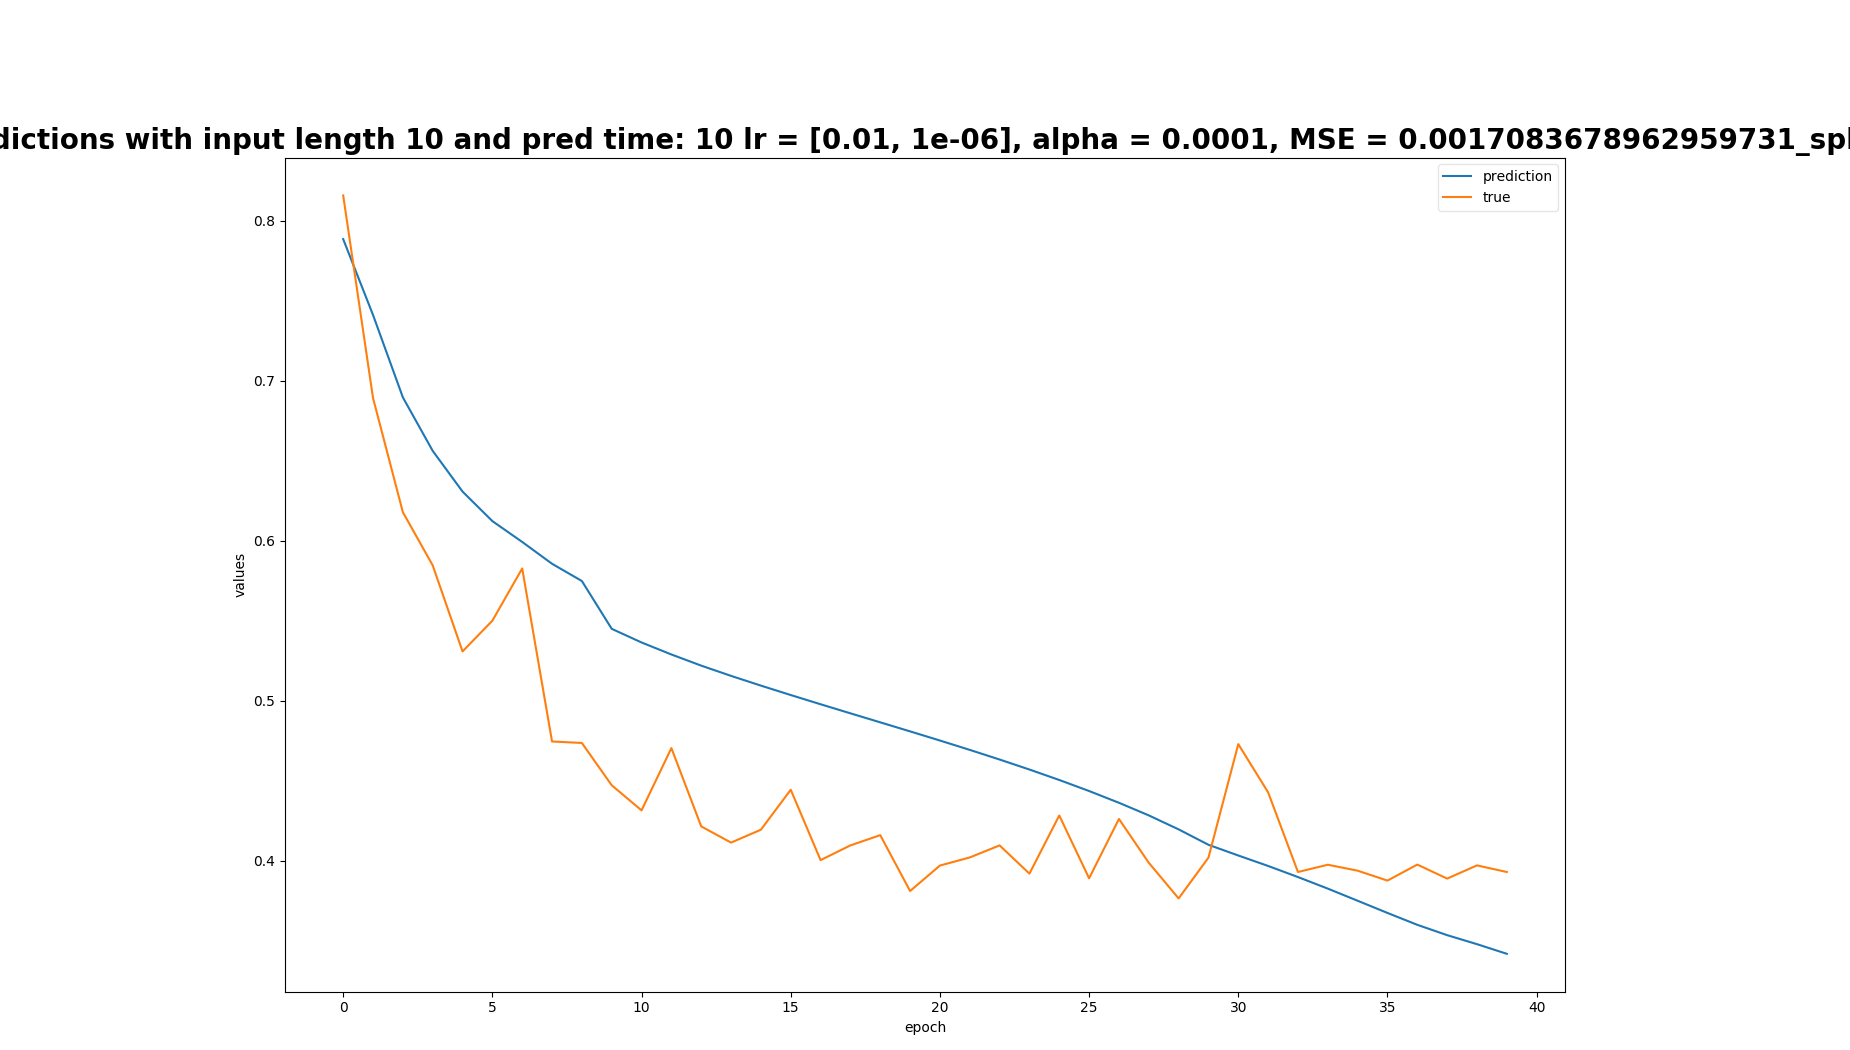 dictions with input length 10 and pred time: 10 lr = [0.01, 1e-06], alpha = 0.0001, MSE = 0.0017083678962959731_spl
prediction
true
0.8
0.7
0.6
0.5
0.4
values
0 5 10 15 20 25 30 35 40
epoch